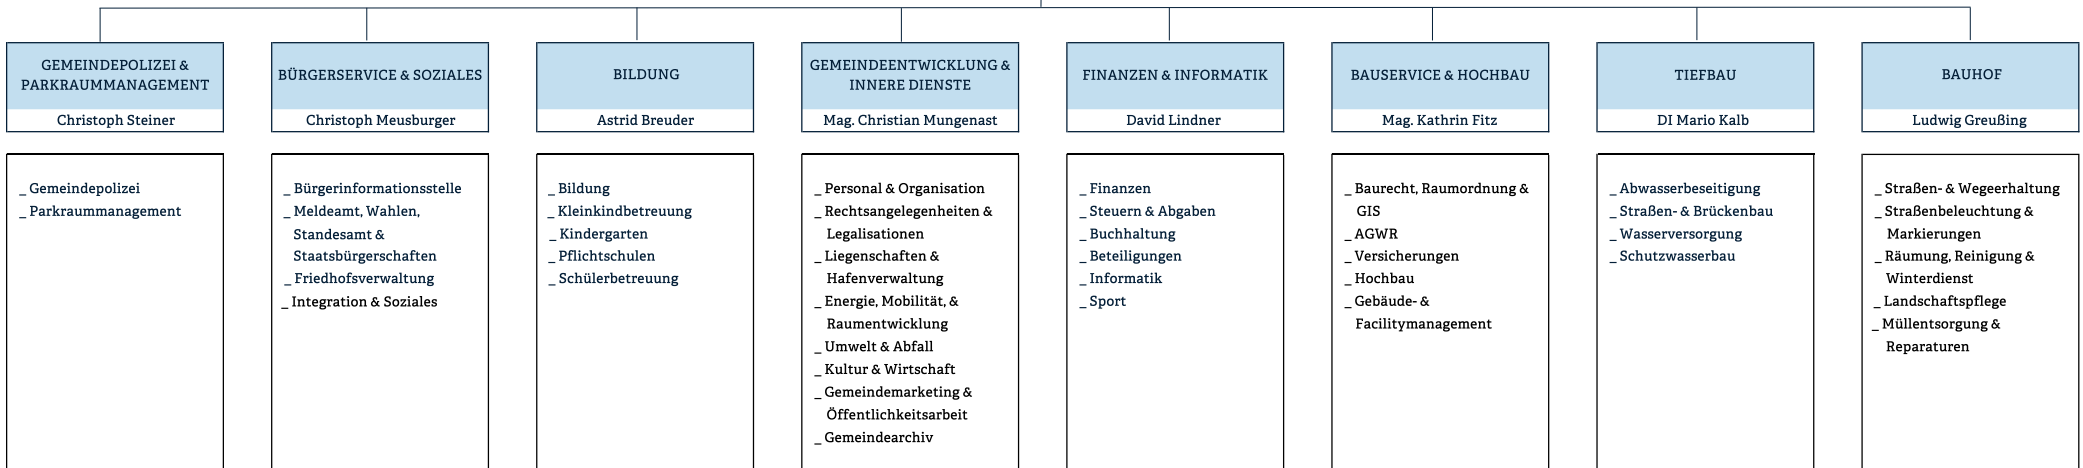 GEMEINDEPOLIZEI &
PARKRAUMMANAGEMENT
Christoph Steiner
_ Gemeindepolizei
_ Parkraummanagement
BÜRGERSERVICE & SOZIALES
Christoph Meusburger
_ Bürgerinformationsstelle
_ Meldeamt, Wahlen,
Standesamt &
Staatsbürgerschaften
_ Friedhofsverwaltung
_ Integration & Soziales
BILDUNG
Astrid Breuder
_ Bildung
_ Kleinkindbetreuung
_ Kindergarten
_ Pflichtschulen
_ Schülerbetreuung
GEMEINDEENTWICKLUNG &
INNERE DIENSTE
Mag. Christian Mungenast
_ Personal & Organisation
_ Rechtsangelegenheiten &
Legalisationen
_ Liegenschaften &
Hafenverwaltung
_ Energie, Mobilität, &
Raumentwicklung
_ Umwelt & Abfall
_ Kultur & Wirtschaft
_ Gemeindemarketing &
Öffentlichkeitsarbeit
_ Gemeindearchiv
FINANZEN & INFORMATIK
David Lindner
_ Finanzen
_ Steuern & Abgaben
_ Buchhaltung
_ Beteiligungen
_ Informatik
_ Sport
BAUSERVICE & HOCHBAU
Mag. Kathrin Fitz
_ Baurecht, Raumordnung &
GIS
_ AGWR
_ Versicherungen
_ Hochbau
_ Gebäude- &
Facilitymanagement
TIEFBAU
DI Mario Kalb
_ Abwasserbeseitigung
_ Straßen- & Brückenbau
_ Wasserversorgung
_ Schutzwasserbau
BAUHOF
Ludwig Greußing
_ Straßen- & Wegeerhaltung
_ Straßenbeleuchtung &
Markierungen
_ Räumung, Reinigung &
Winterdienst
_ Landschaftspflege
_ Müllentsorgung &
Reparaturen